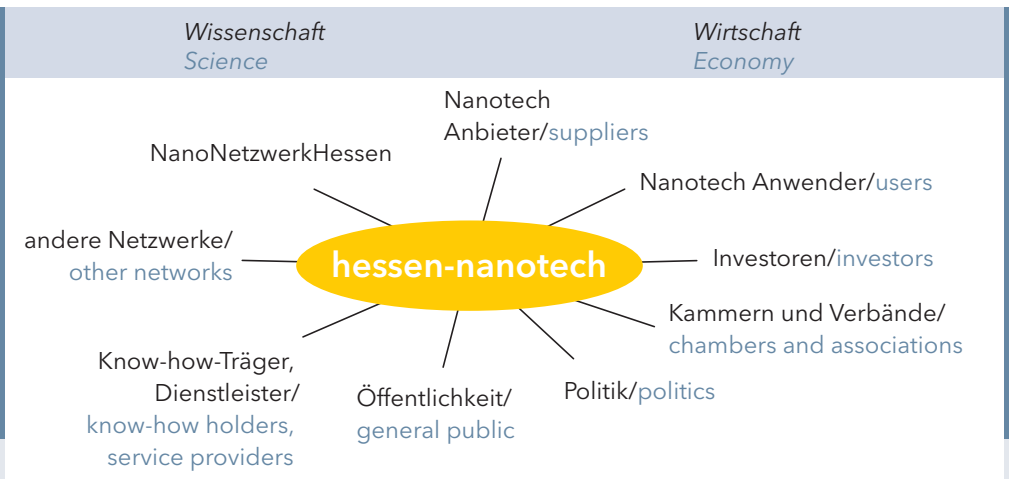 Wissenschaft
Science
Wirtschaft
Economy
Nanotech
Anbieter/suppliers
NanoNetzwerkHessen
Nanotech Anwender/users
andere Netzwerke/
other networks
hessen-nanotech
Investoren/investors
Kammern und Verbände/
chambers and associations
Know-how-Träger,
Dienstleister/
know-how holders,
service providers
Öffentlichkeit/
general public
Politik/politics